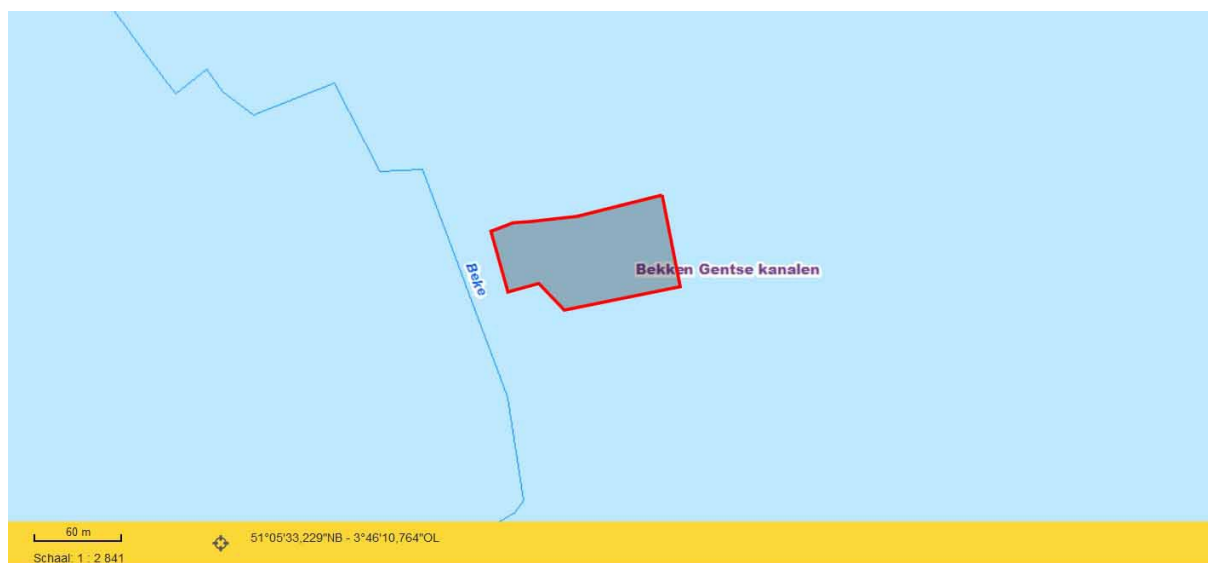 Beke
Bekken Gentse kanalen
60 m
51°05'33,229"NB - 3°46'10,764"OL
Schaal: 1 : 2 841